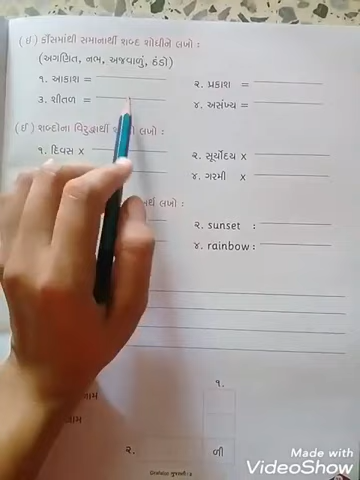 (ઇ) કૌંસમાંથી સમાનાર્થી શબ્દ શોધીને લખો :
(અગણિત, નભ, અજવાળું, ઠંડો)
૧. આકાશ = ૨. પ્રકાશ =
૩. શીતળ = ૪. અસંખ્ય =
(ઈ) શબ્દોના વિરુદ્ધાર્થી લખો :
૧. દિવસ x ૨. સૂર્યોદય x
૪. ગરમી x
લખો :
૨. sunset :
૪. rainbow :
૧.
૨. ળી
Made with
VideoShow